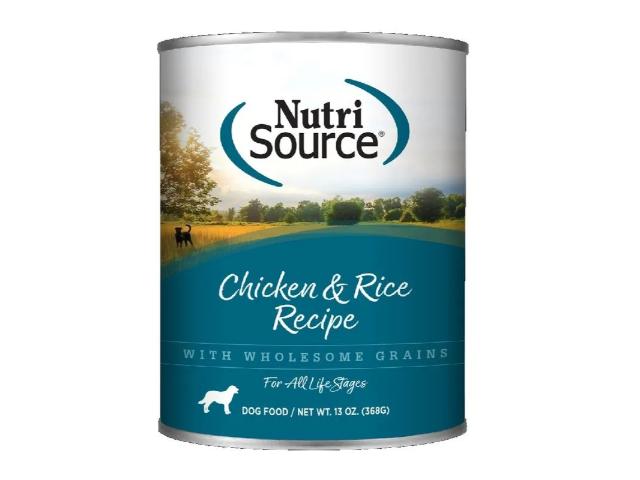 Nutri
Source®
Chicken & Rice
Recipe
WITH WHOLESOME GRAINS
For All Life Stages
DOG FOOD / NET WT. 13 OZ. (368G)